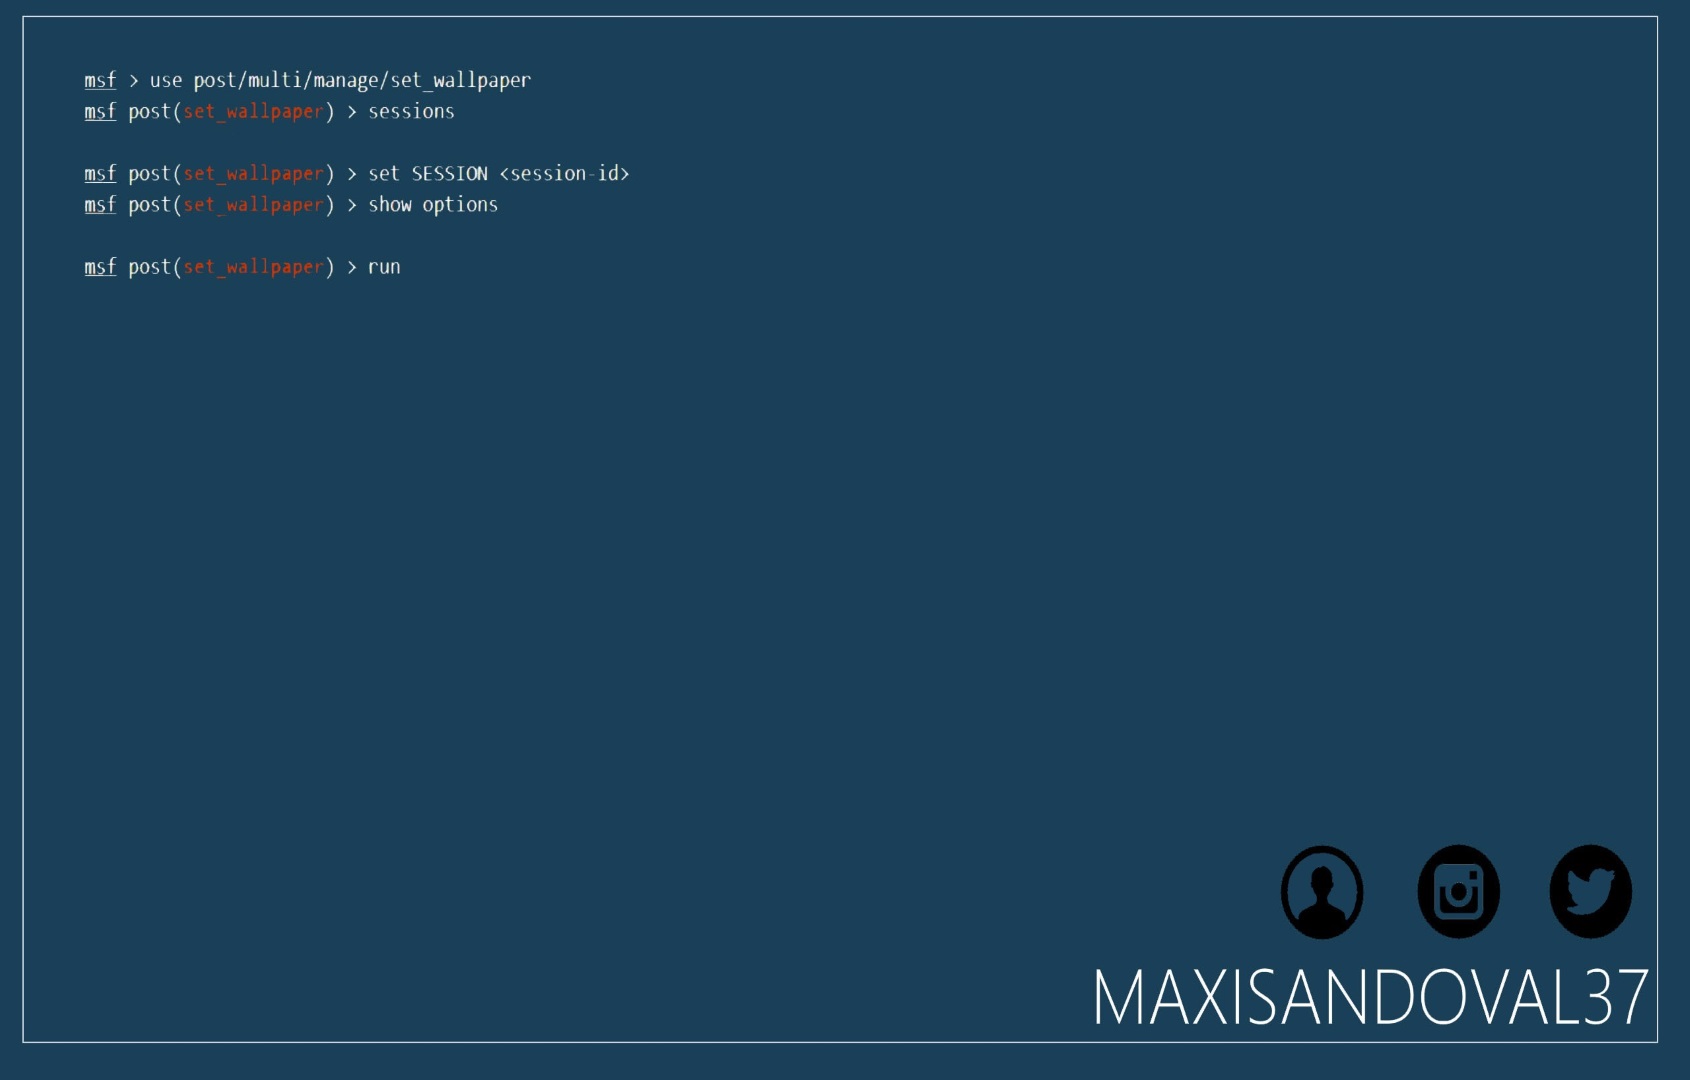 msf > use post/multi/manage/set_wallpaper
msf post(set_wallpaper) > sessions
msf post(set_wallpaper) > set SESSION <session-id>
msf post(set_wallpaper) > show options
msf post(set_wallpaper) > run
MAXISANDOVAL37